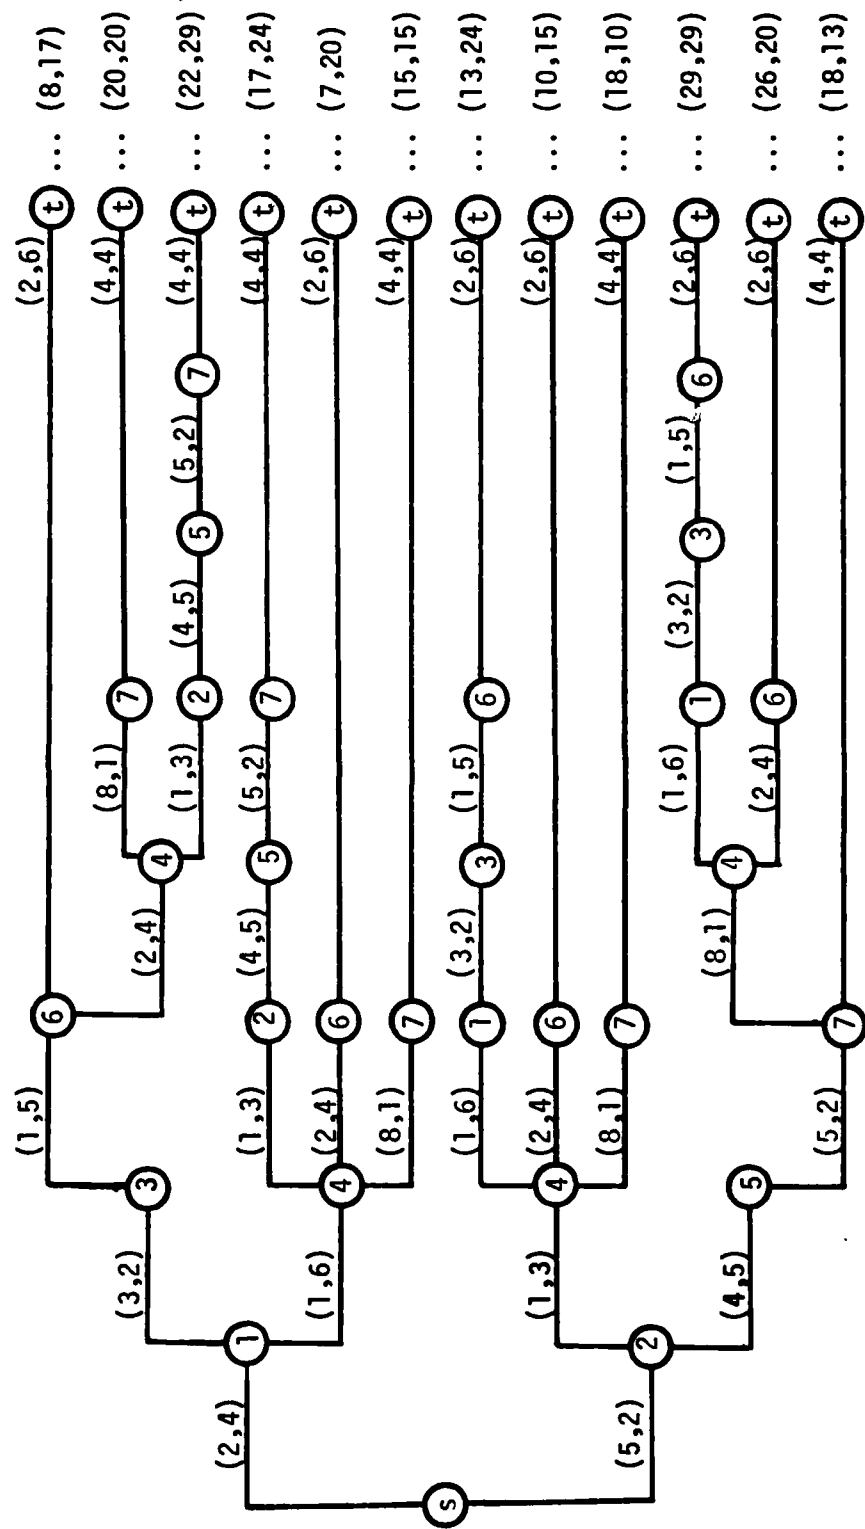 (1,5) (2,6)
6 t ... (8,17)
(8,1) (4,4)
7 t ... (20,20)
(3,2) (2,4)
3 4
(1,3) (4,5) (5,2) (4,4)
2 5 7 t ... (22,29)
(2,4)
1
(1,3) (4,5) (5,2) (4,4)
2 5 7 t ... (17,24)
(1,6) (2,4) (2,6)
4 6 t ... (7,20)
(8,1) (4,4)
7 t ... (15,15)
s
(1,6) (3,2) (1,5) (2,6)
1 3 6 t ... (13,24)
(1,3) (2,4) (2,6)
4 6 t ... (10,15)
(8,1) (4,4)
7 t ... (18,10)
(5,2)
2
(1,6) (3,2) (1,5) (2,6)
1 3 6 t ... (29,29)
(8,1)
4
(4,5) (2,4) (2,6)
5 6 t ... (26,20)
(5,2) (4,4)
7 t ... (18,13)